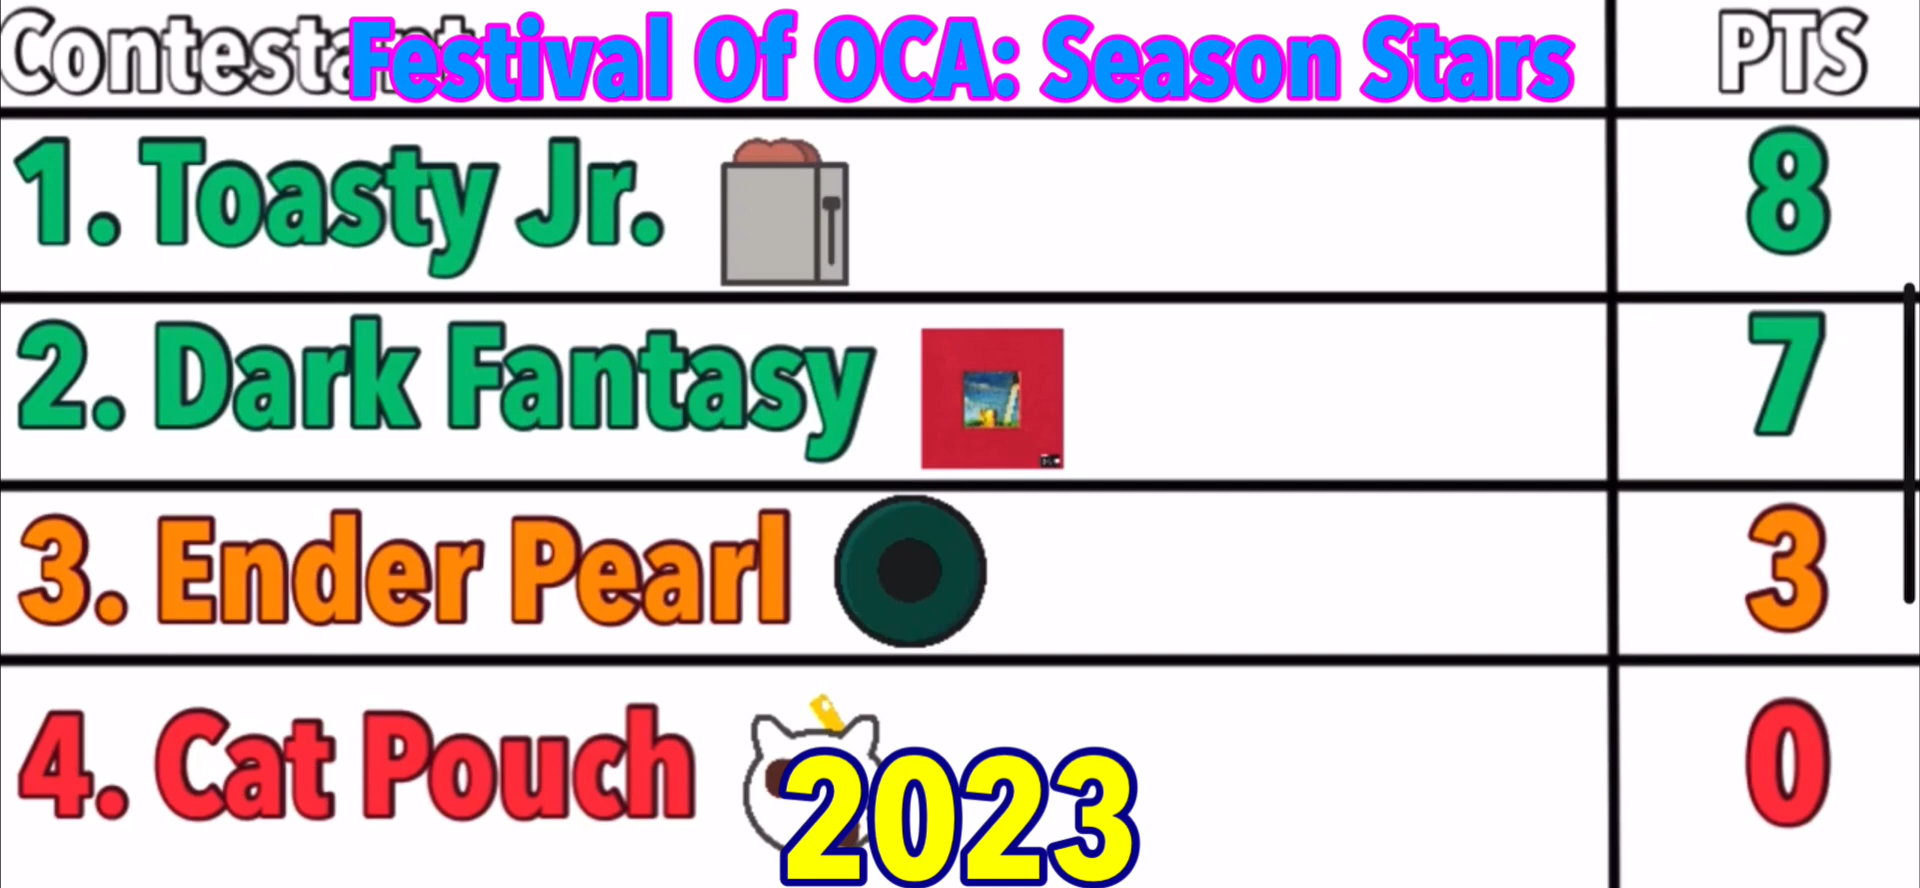 Contestant
Festival Of OCA: Season Stars
PTS
1. Toasty Jr.
8
2. Dark Fantasy
7
3. Ender Pearl
3
4. Cat Pouch
0
2023